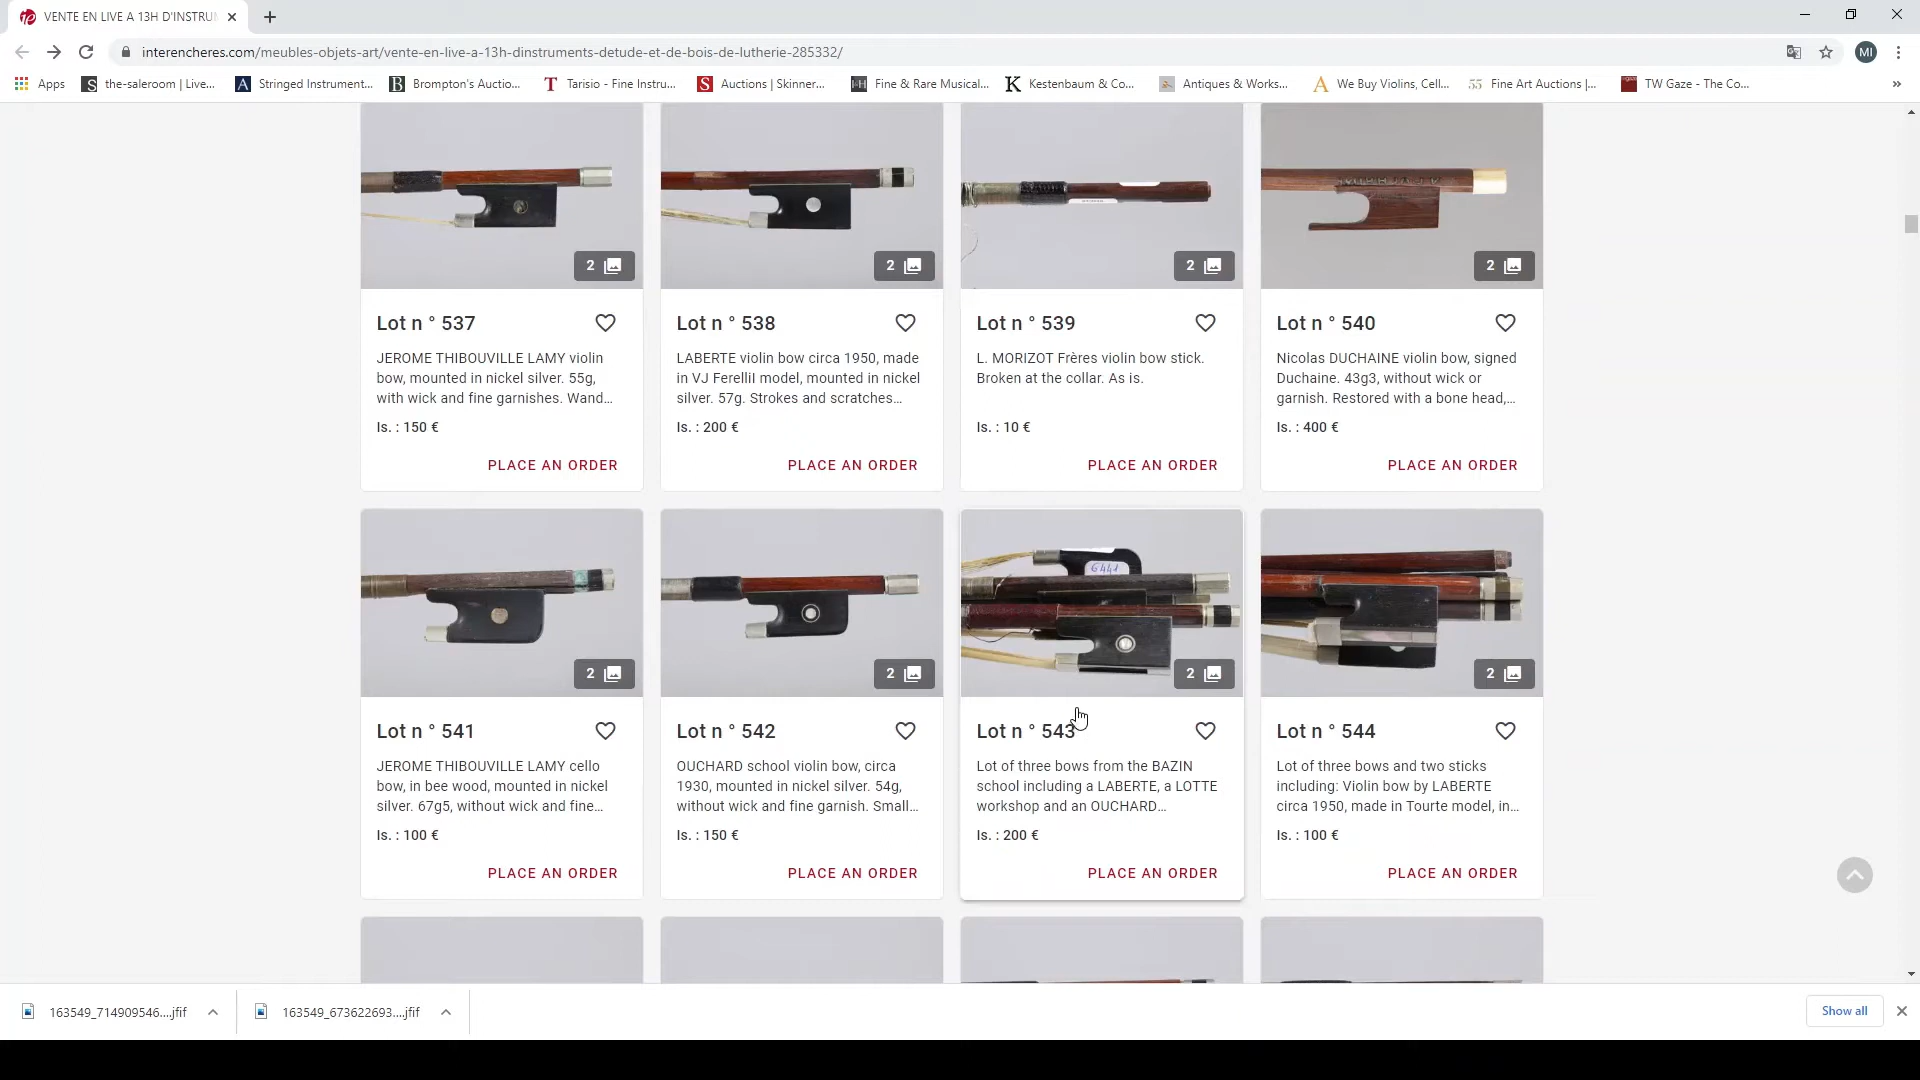 VENTE EN LIVE A 13H D'INSTRU
interencheres.com/meubles-objets-art/vente-en-live-a-13h-dinstruments-detude-et-de-bois-de-lutherie-285332/
MI
Apps
the-saleroom | Live...
Stringed Instrument...
Brompton's Auctio...
Tarisio - Fine Instru...
Auctions | Skinner...
Fine & Rare Musical...
Kestenbaum & Co...
Antiques & Works...
We Buy Violins, Cell...
Fine Art Auctions |...
TW Gaze - The Co...
2
2
2
2
Lot n ° 537
JEROME THIBOUVILLE LAMY violin
bow, mounted in nickel silver. 55g,
with wick and fine garnishes. Wand...
Is. : 150 €
PLACE AN ORDER
Lot n ° 538
LABERTE violin bow circa 1950, made
in VJ Ferellil model, mounted in nickel
silver. 57g. Strokes and scratches...
Is. : 200 €
PLACE AN ORDER
Lot n ° 539
L. MORIZOT Frères violin bow stick.
Broken at the collar. As is.
Is. : 10 €
PLACE AN ORDER
Lot n ° 540
Nicolas DUCHAINE violin bow, signed
Duchaine. 43g3, without wick or
garnish. Restored with a bone head,...
Is. : 400 €
PLACE AN ORDER
6441
2
2
2
2
Lot n ° 541
JEROME THIBOUVILLE LAMY cello
bow, in bee wood, mounted in nickel
silver. 67g5, without wick and fine...
Is. : 100 €
PLACE AN ORDER
Lot n ° 542
OUCHARD school violin bow, circa
1930, mounted in nickel silver. 54g,
without wick and fine garnish. Small...
Is. : 150 €
PLACE AN ORDER
Lot n ° 543
Lot of three bows from the BAZIN
school including a LABERTE, a LOTTE
workshop and an OUCHARD...
Is. : 200 €
PLACE AN ORDER
Lot n ° 544
Lot of three bows and two sticks
including: Violin bow by LABERTE
circa 1950, made in Tourte model, in...
Is. : 100 €
PLACE AN ORDER
163549_714909546....jfif
163549_673622693....jfif
Show all